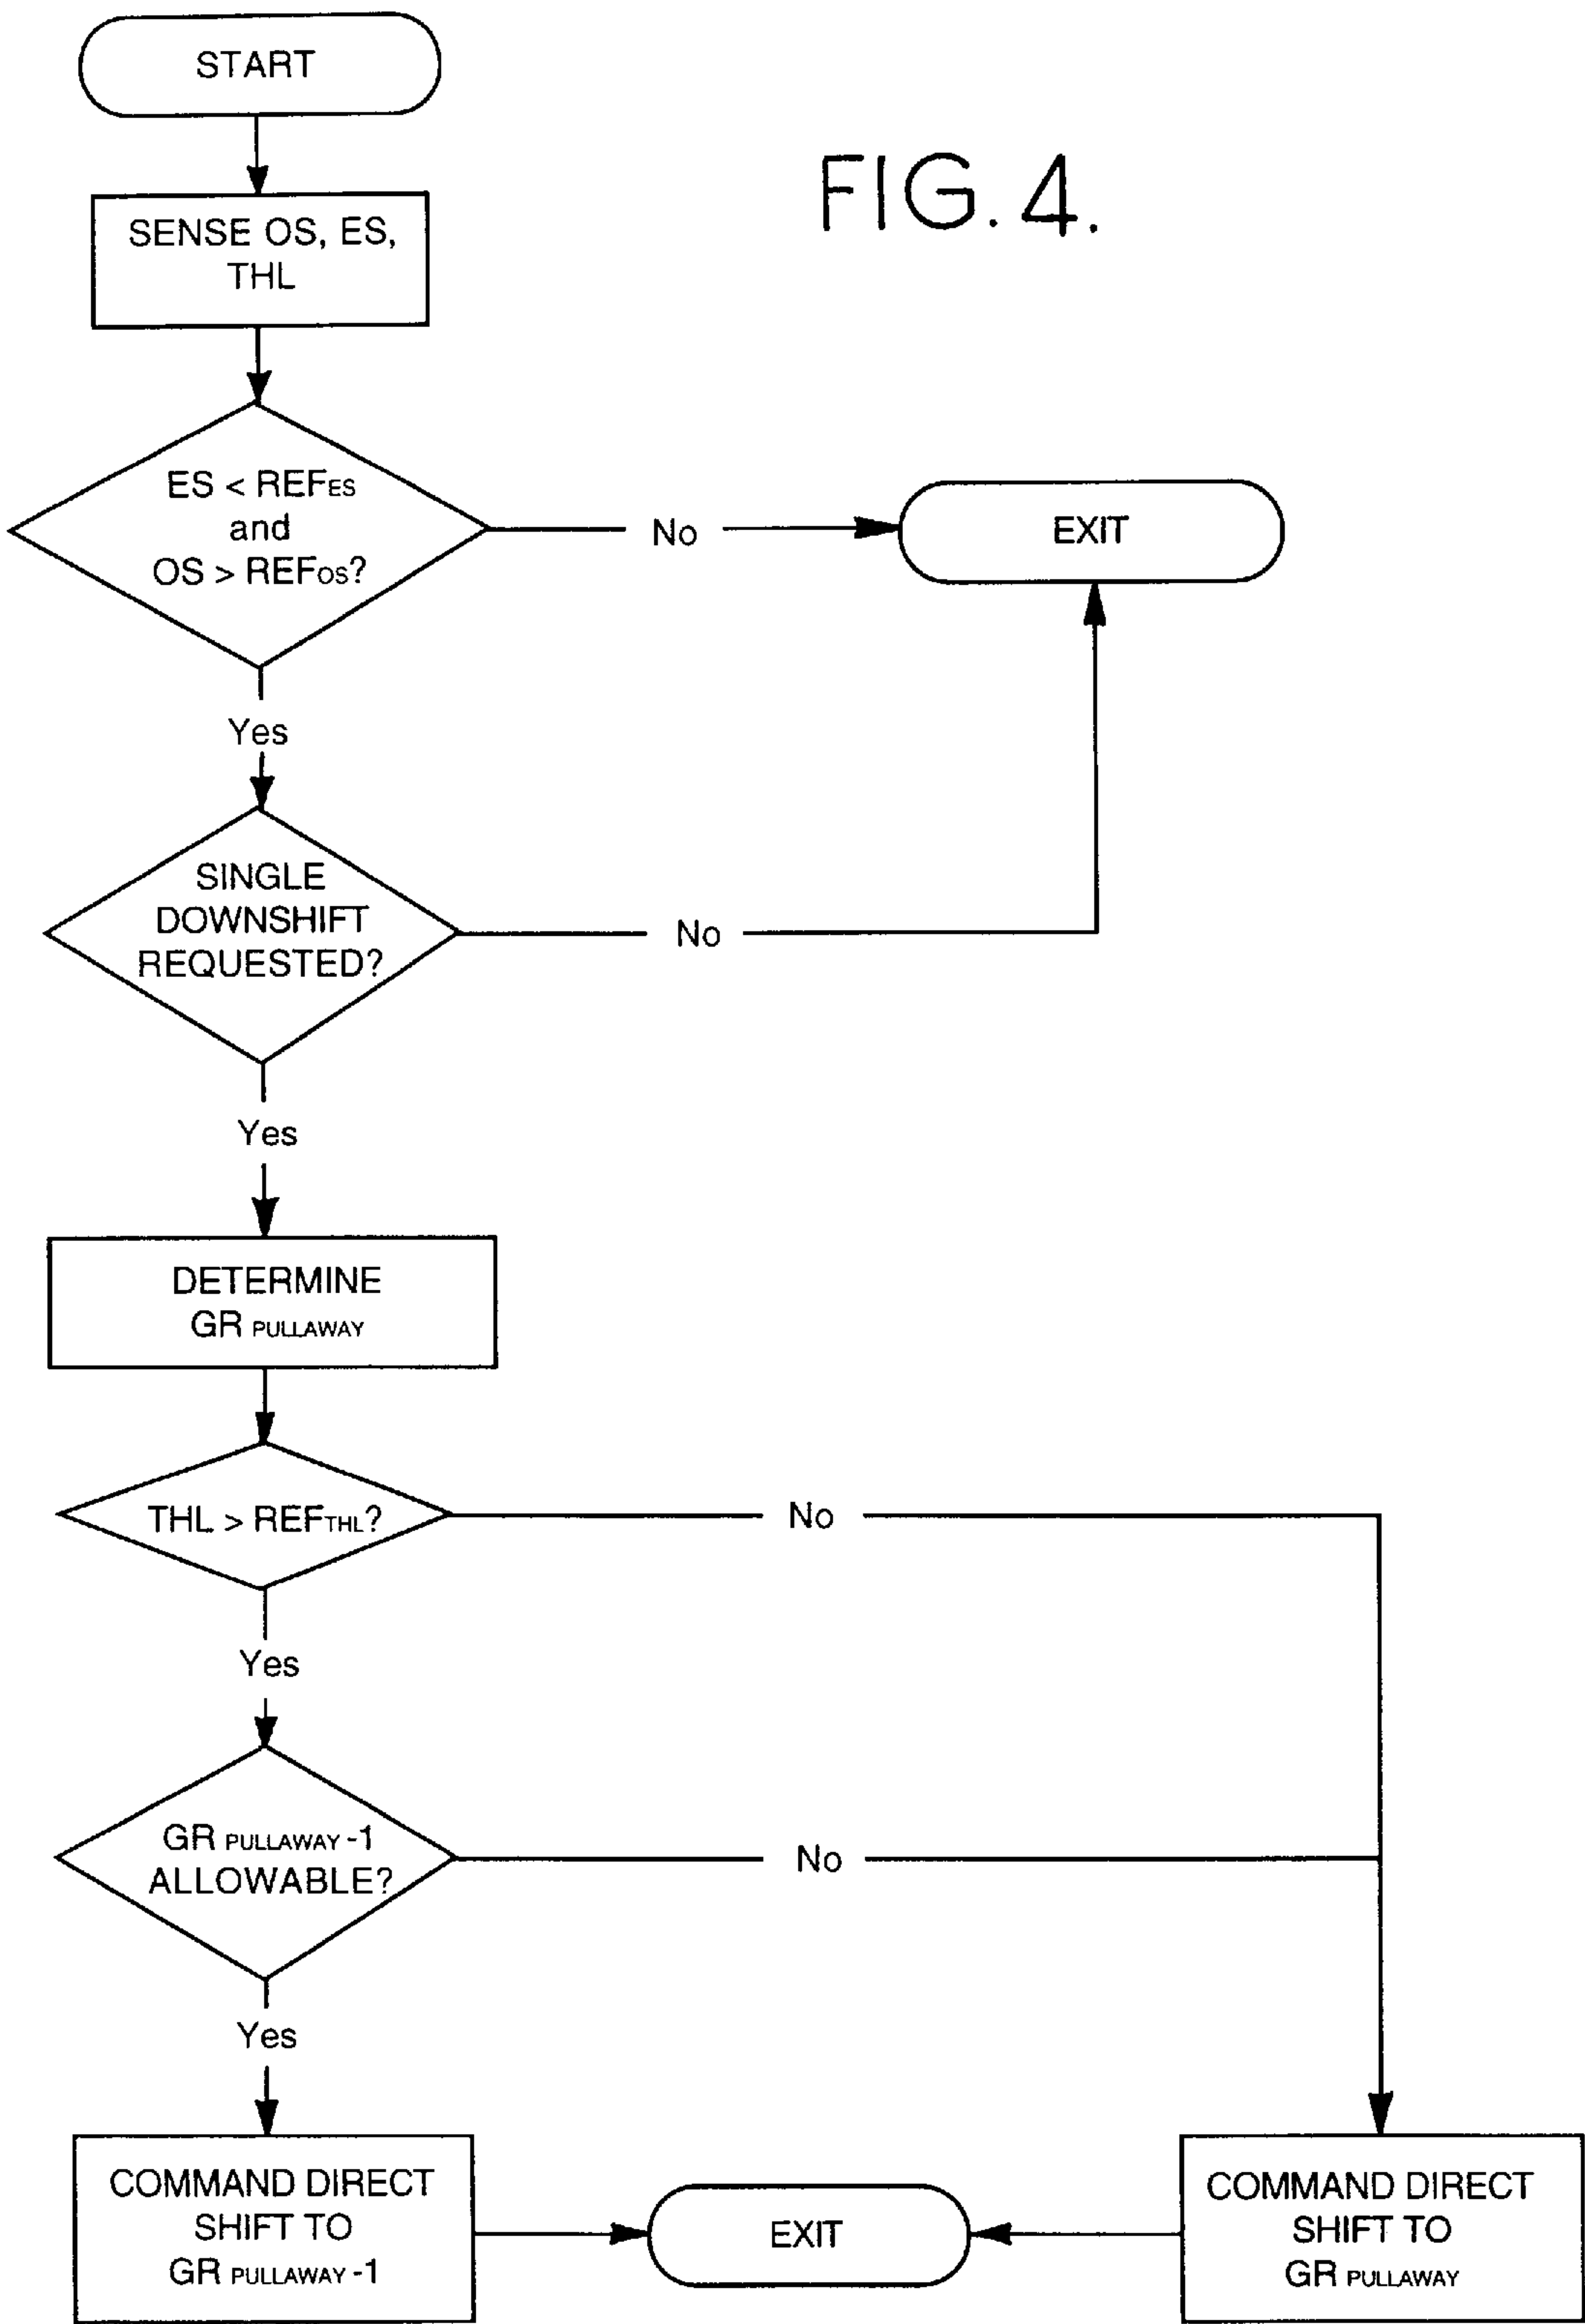 START
FIG. 4.
SENSE OS, ES,
THL
ES < REFES
and
OS > REFOS?
No
EXIT
Yes
SINGLE
DOWNSHIFT
REQUESTED?
No
Yes
DETERMINE
GR PULLAWAY
THL > REFTHL?
No
Yes
GR PULLAWAY -1
ALLOWABLE?
No
Yes
COMMAND DIRECT
SHIFT TO
GR PULLAWAY -1
EXIT
COMMAND DIRECT
SHIFT TO
GR PULLAWAY